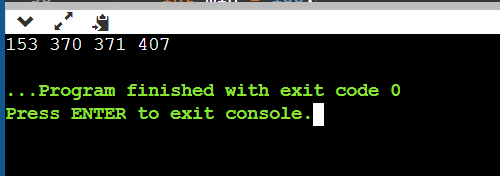 153 370 371 407
...Program finished with exit code 0
Press ENTER to exit console.